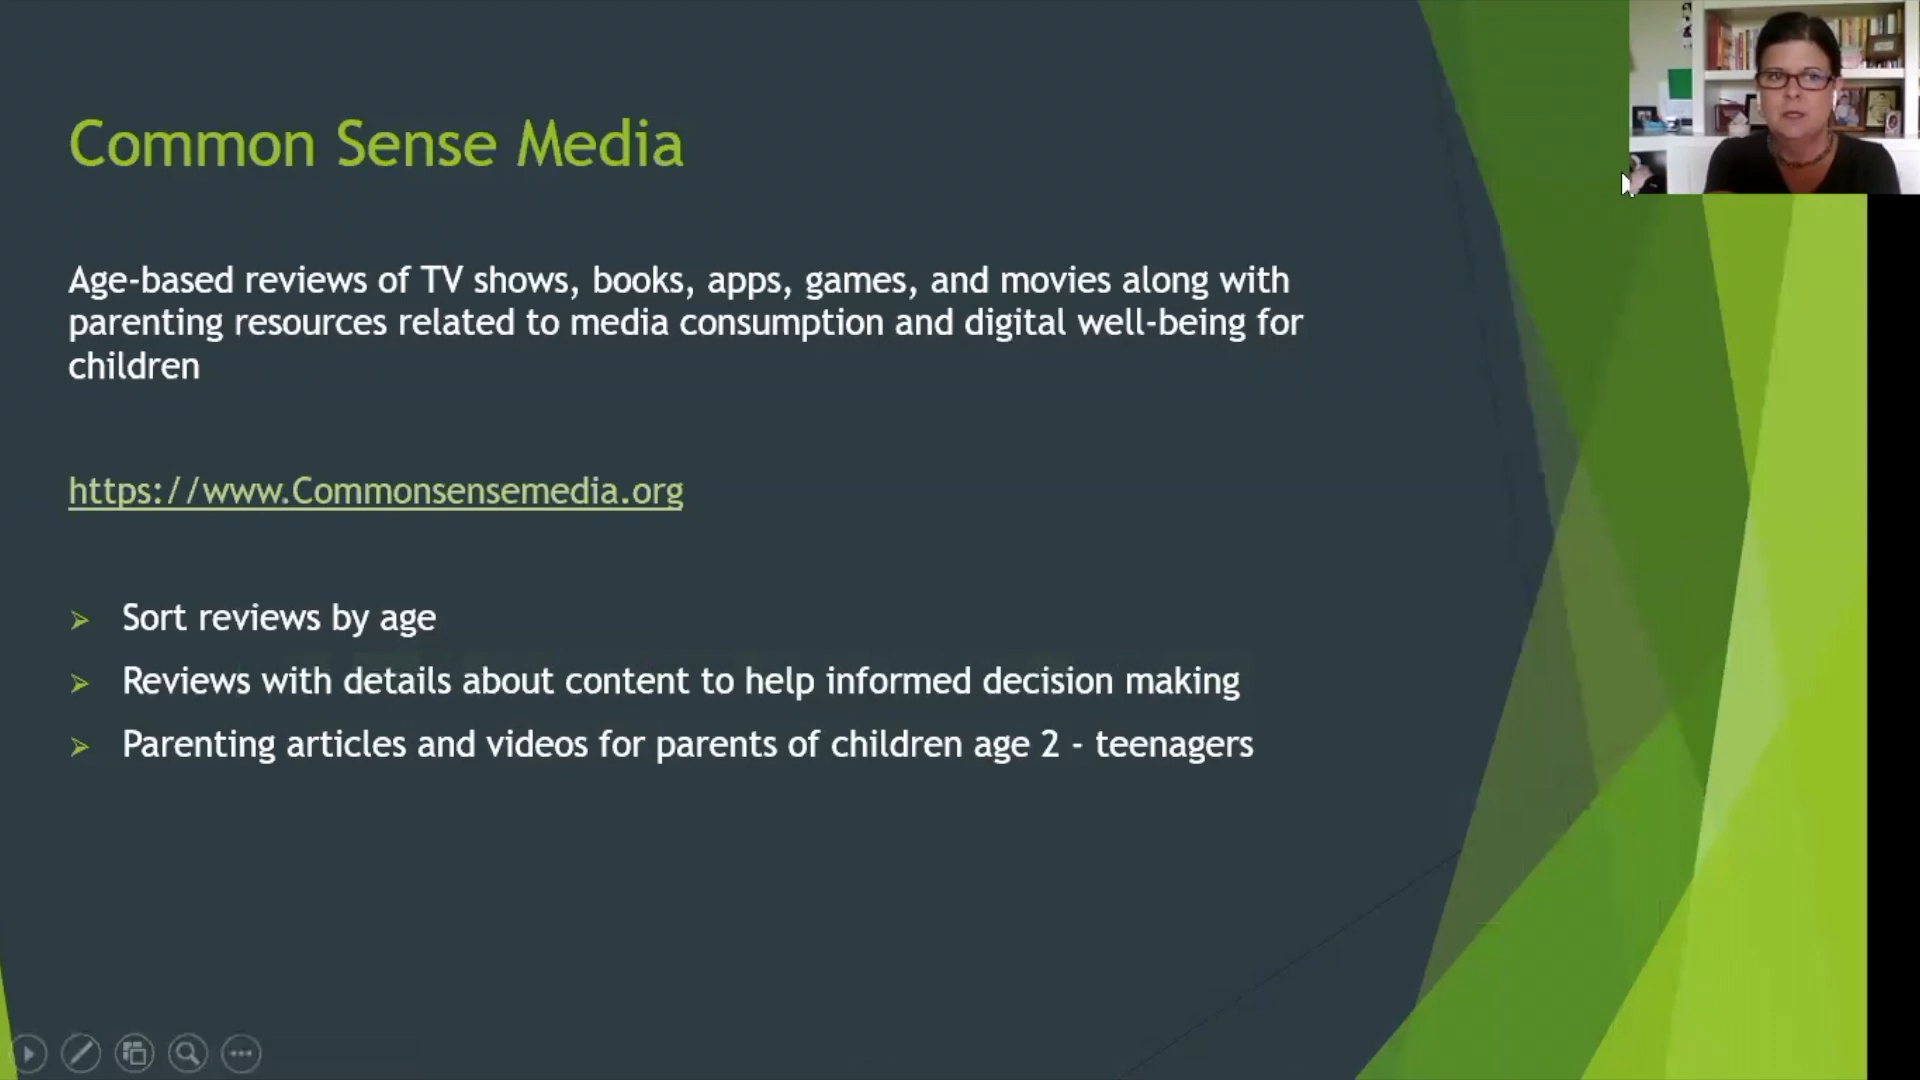 Common Sense Media
Age-based reviews of TV shows, books, apps, games, and movies along with
parenting resources related to media consumption and digital well-being for
children
https://www.Commonsensemedia.org
Sort reviews by age
Reviews with details about content to help informed decision making
Parenting articles and videos for parents of children age 2 - teenagers